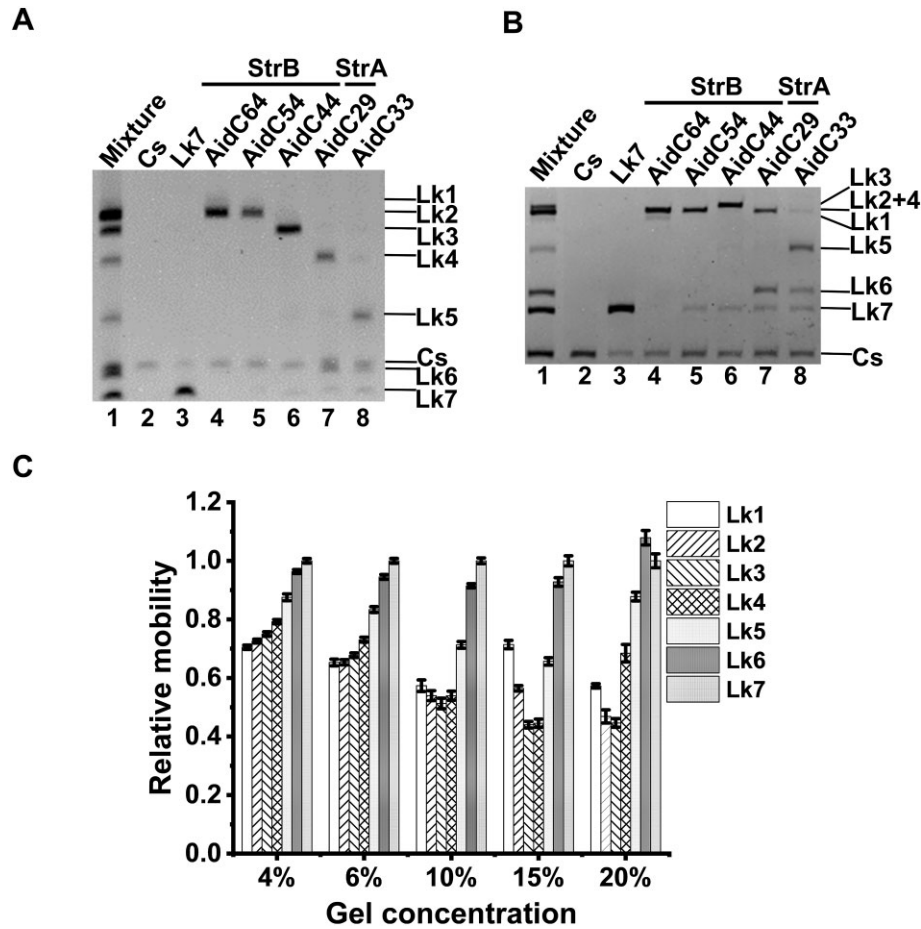 A
StrB StrA
Mixture Cs Lk7 AidC64 AidC54 AidC44 AidC29 AidC33
Lk1
Lk2
Lk3
Lk4
Lk5
Cs
Lk6
Lk7
1 2 3 4 5 6 7 8
B
StrB StrA
Mixture Cs Lk7 AidC64 AidC54 AidC44 AidC29 AidC33
Lk3
Lk2+4
Lk1
Lk5
Lk6
Lk7
Cs
1 2 3 4 5 6 7 8
C
Relative mobility
1.2
1.0
0.8
0.6
0.4
0.2
0.0
4% 6% 10% 15% 20%
Gel concentration
Lk1
Lk2
Lk3
Lk4
Lk5
Lk6
Lk7